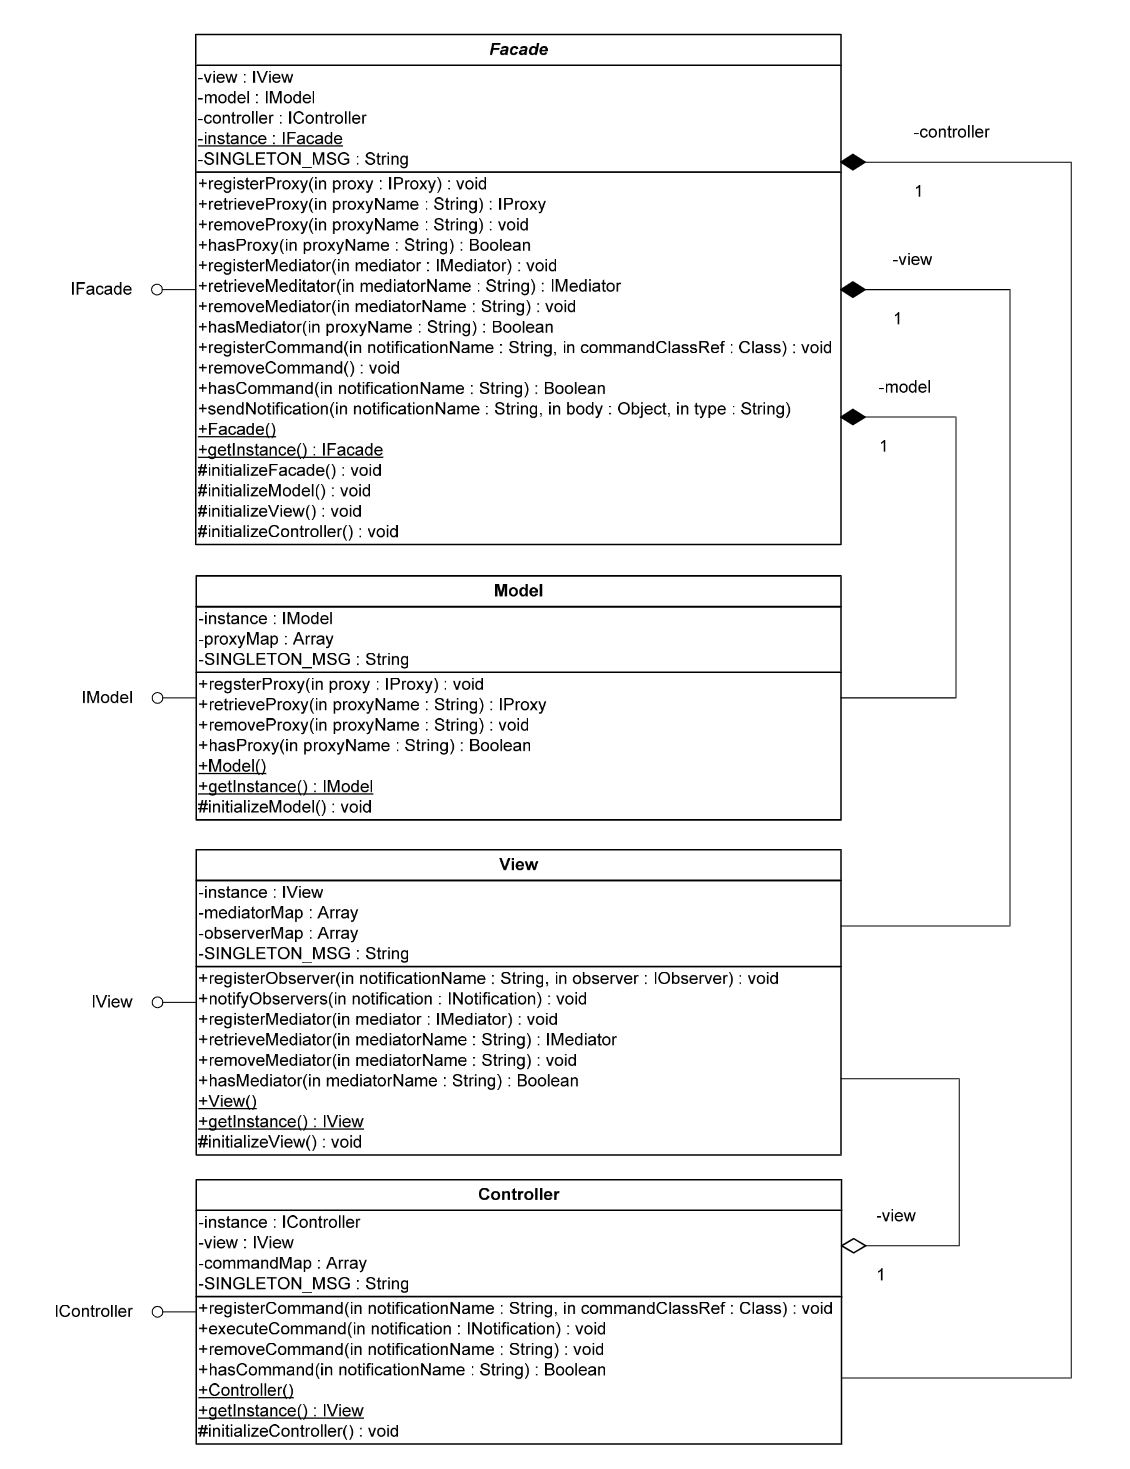 Facade
-view : IView
-model : IModel
-controller : IController
-instance : IFacade
-SINGLETON_MSG : String
+registerProxy(in proxy : IProxy) : void
+retrieveProxy(in proxyName : String) : IProxy
+removeProxy(in proxyName : String) : void
+hasProxy(in proxyName : String) : Boolean
+registerMediator(in mediator : IMediator) : void
+retrieveMeditator(in mediatorName : String) : IMediator
+removeMediator(in mediatorName : String) : void
+hasMediator(in proxyName : String) : Boolean
+registerCommand(in notificationName : String, in commandClassRef : Class) : void
+removeCommand() : void
+hasCommand(in notificationName : String) : Boolean
+sendNotification(in notificationName : String, in body : Object, in type : String)
+Facade()
+getInstance() : IFacade
#initializeFacade() : void
#initializeModel() : void
#initializeView() : void
#initializeController() : void
IFacade
-controller
1
-view
1
-model
1
Model
-instance : IModel
-proxyMap : Array
-SINGLETON_MSG : String
+regsterProxy(in proxy : IProxy) : void
+retrieveProxy(in proxyName : String) : IProxy
+removeProxy(in proxyName : String) : void
+hasProxy(in proxyName : String) : Boolean
+Model()
+getInstance() : IModel
#initializeModel() : void
IModel
View
-instance : IView
-mediatorMap : Array
-observerMap : Array
-SINGLETON_MSG : String
+registerObserver(in notificationName : String, in observer : IObserver) : void
+notifyObservers(in notification : INotification) : void
+registerMediator(in mediator : IMediator) : void
+retrieveMediator(in mediatorName : String) : IMediator
+removeMediator(in mediatorName : String) : void
+hasMediator(in mediatorName : String) : Boolean
+View()
+getInstance() : IView
#initializeView() : void
IView
Controller
-instance : IController
-view : IView
-commandMap : Array
-SINGLETON_MSG : String
+registerCommand(in notificationName : String, in commandClassRef : Class) : void
+executeCommand(in notification : INotification) : void
+removeCommand(in notificationName : String) : void
+hasCommand(in notificationName : String) : Boolean
+Controller()
+getInstance() : IView
#initializeController() : void
IController
-view
1